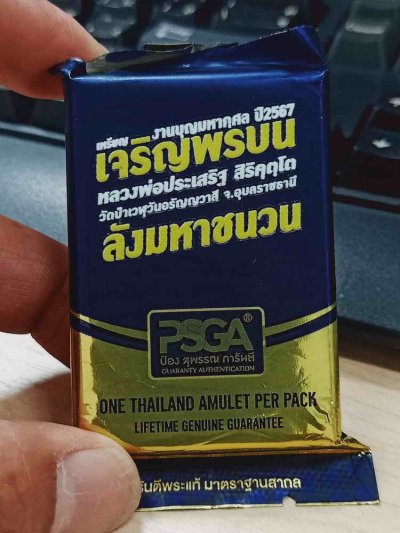 เหรียญ งานบุญมหากุศล ปี2567
เจริญพรบน
หลวงพ่อประเสริฐ สิริคุตฺโต
วัดป่าเวฬุวันอรัญญวาสี จ.อุบลราชธานี
ลังมหาชนวน
PSGA®
ป๋อง สุพรรณ การันตี
GUARANTY AUTHENTICATION
ONE THAILAND AMULET PER PACK
LIFETIME GENUINE GUARANTEE
รันตีพระแท้ มาตราฐานสากล